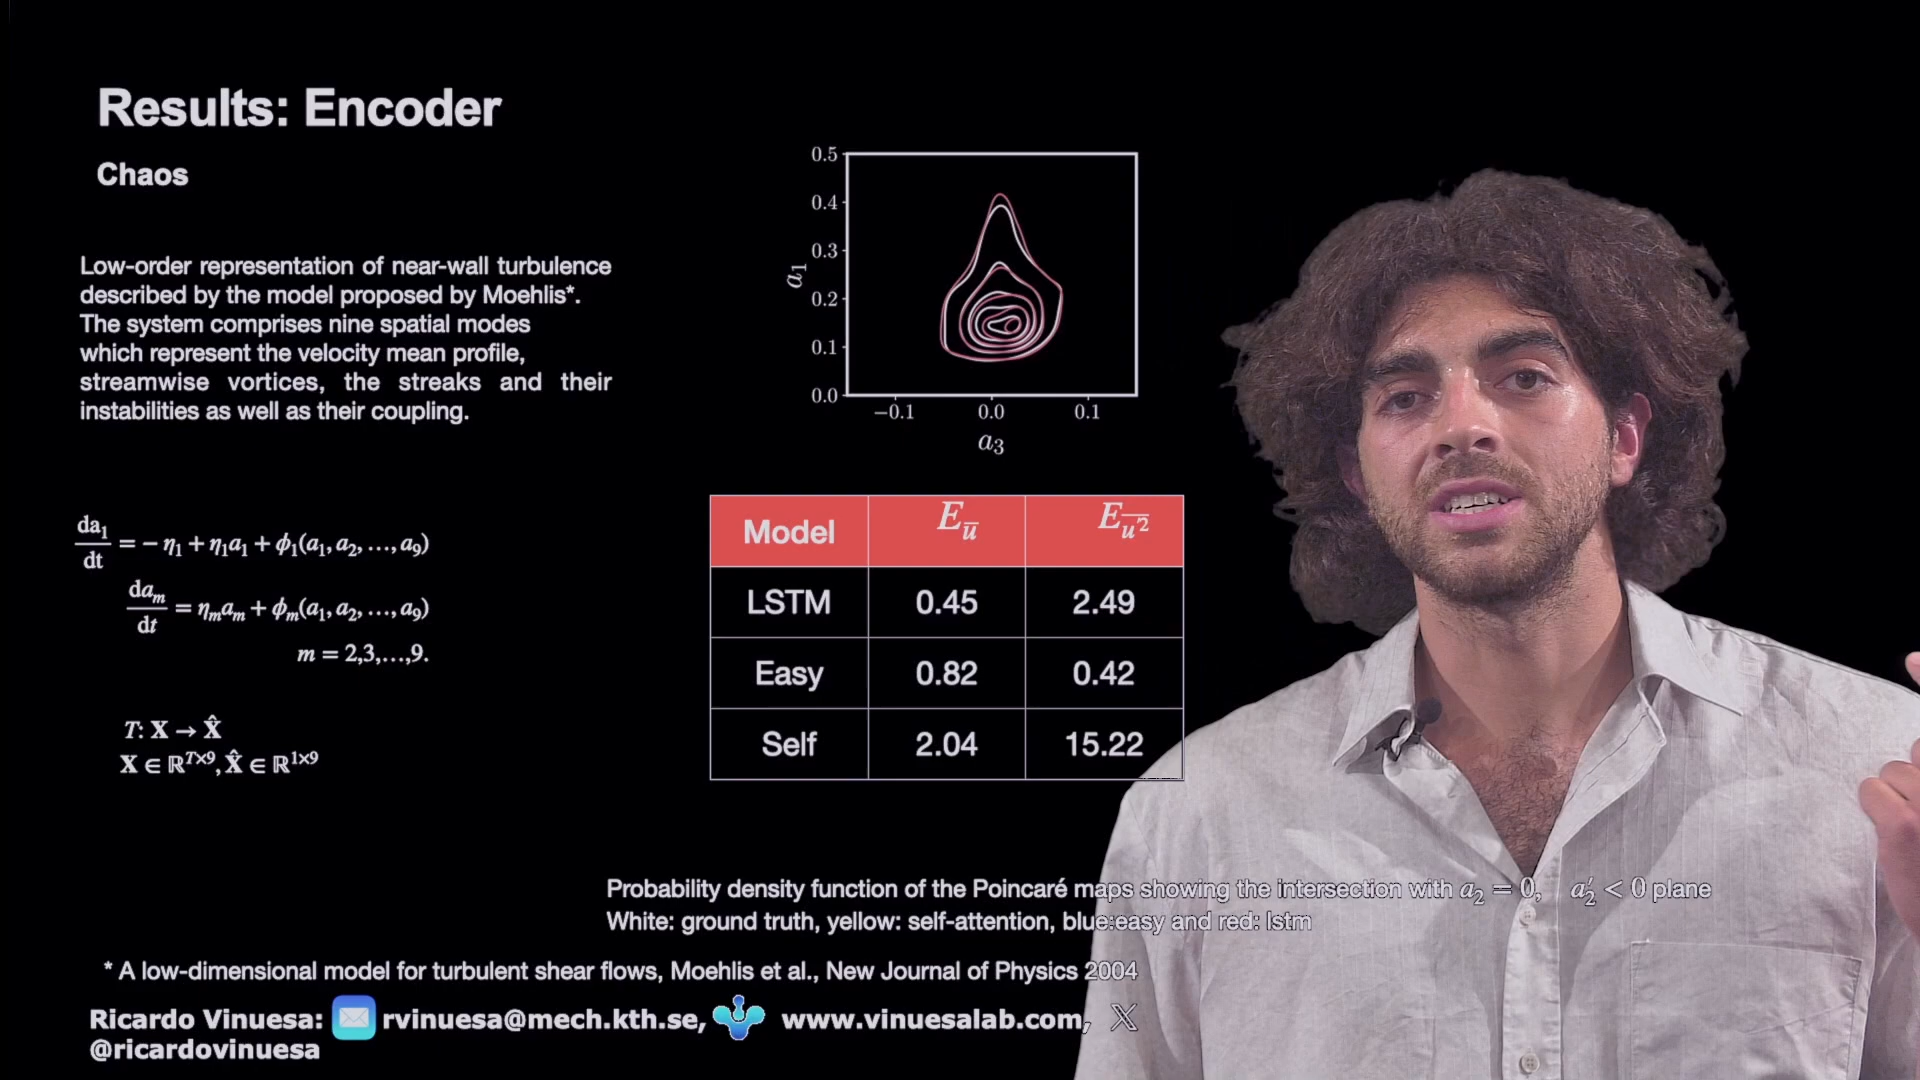 Results: Encoder
Chaos
Low-order representation of near-wall turbulence
described by the model proposed by Moehlis*.
The system comprises nine spatial modes
which represent the velocity mean profile,
streamwise vortices, the streaks and their
instabilities as well as their coupling.
da₁/dt = − η₁ + η₁a₁ + ϕ₁(a₁, a₂, …, a₉)
daₘ/dt = ηₘaₘ + ϕₘ(a₁, a₂, …, a₉)
m = 2,3,…,9.
T: X → X̂
X ∈ ℝ^{T×9}, X̂ ∈ ℝ^{1×9}
0.5
0.4
0.3
0.2
0.1
0.0
a₁
−0.1 0.0 0.1
a₃
Model E_{u̅} E_{\overline{u²}}
LSTM 0.45 2.49
Easy 0.82 0.42
Self 2.04 15.22
Probability density function of the Poincaré maps showing the intersection with a₂ = 0, a₂′ < 0 plane
White: ground truth, yellow: self-attention, blue:easy and red: lstm
* A low-dimensional model for turbulent shear flows, Moehlis et al., New Journal of Physics 2004
Ricardo Vinuesa: rvinuesa@mech.kth.se, www.vinuesalab.com, X
@ricardovinuesa